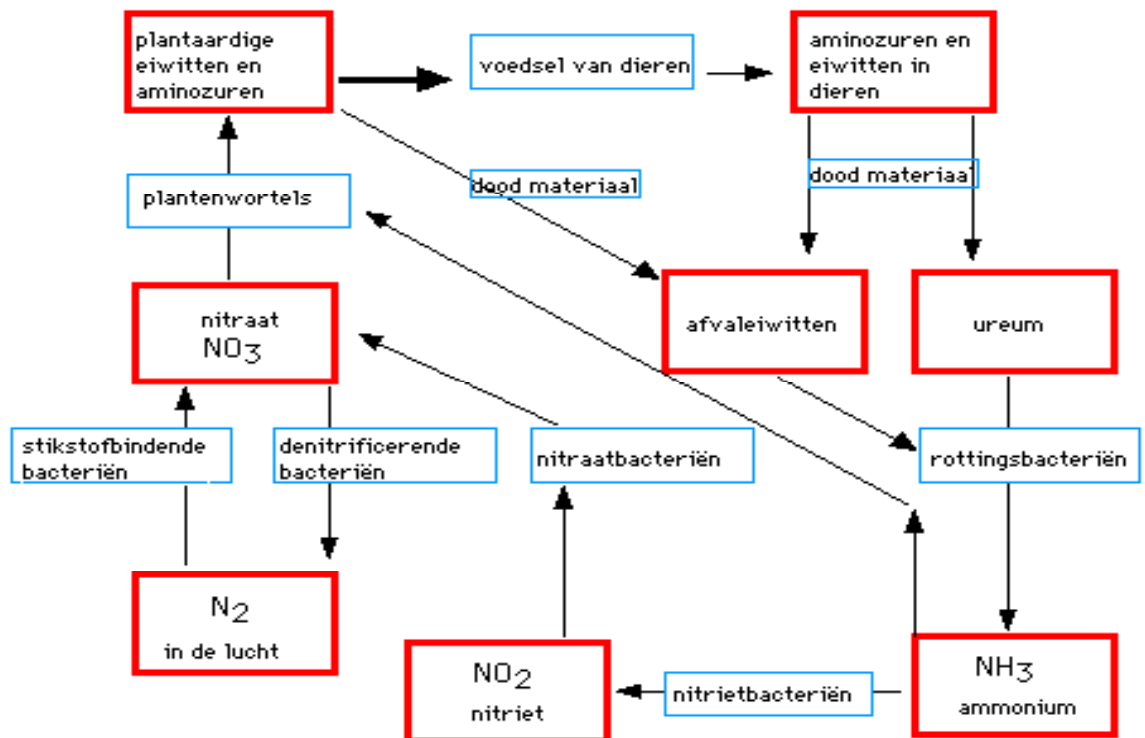 plantaardige
eiwitten en
aminozuren
voedsel van dieren
aminozuren en
eiwitten in
dieren
plantenwortels
dood materiaal
dood materiaal
nitraat
NO3
afvaleiwitten
ureum
stikstofbindende
bacteriën
denitrificerende
bacteriën
nitraatbacteriën
rottingsbacteriën
N2
in de lucht
NO2
nitriet
nitrietbacteriën
NH3
ammonium